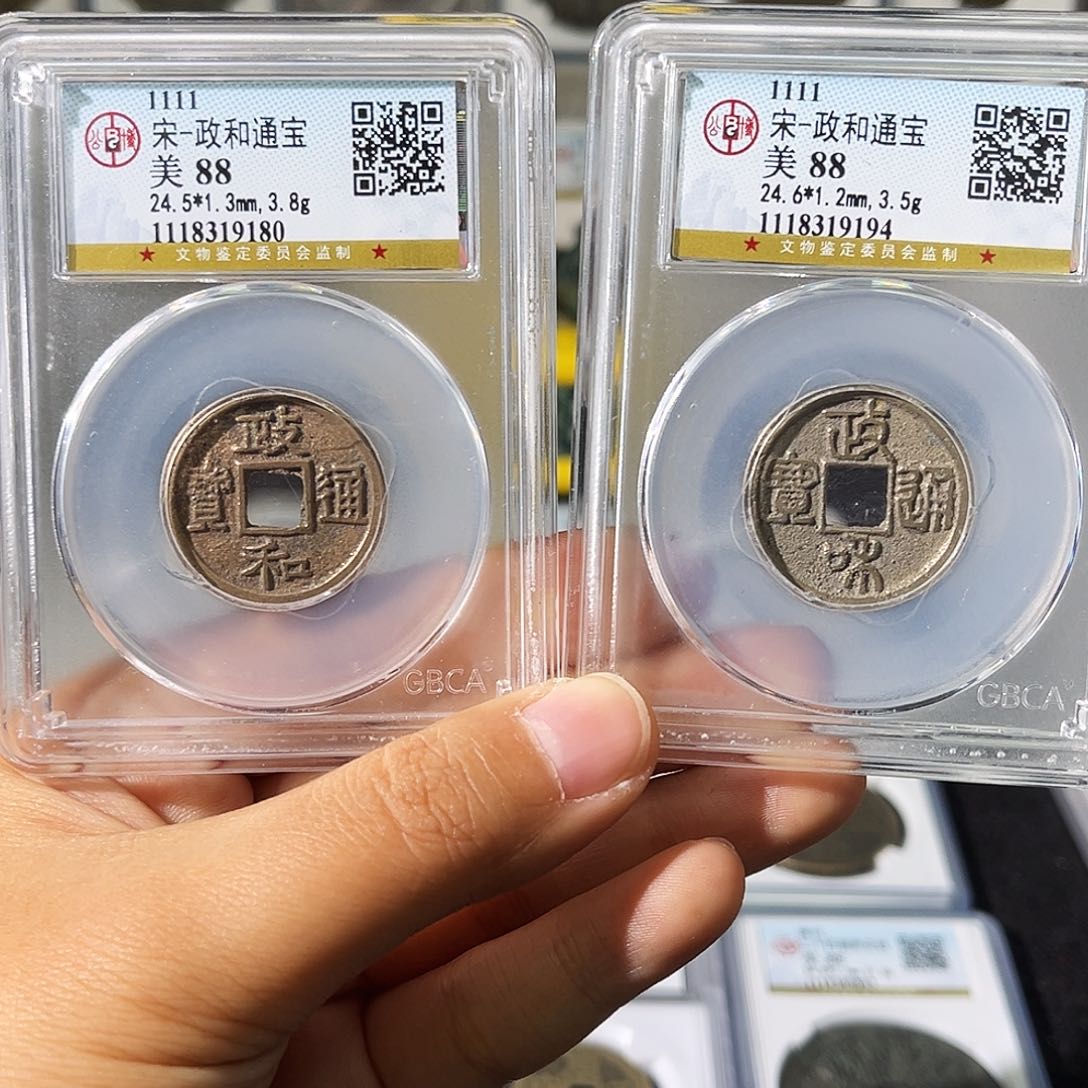 1111
宋-政和通宝
美 88
24.5*1.3mm, 3.8g
1118319180
★ 文物鉴定委员会监制 ★
政
寳 通
和
GBCA
1111
宋-政和通宝
美 88
24.6*1.2mm, 3.5g
1118319194
★ 文物鉴定委员会监制 ★
政
寳 通
和
GBCA